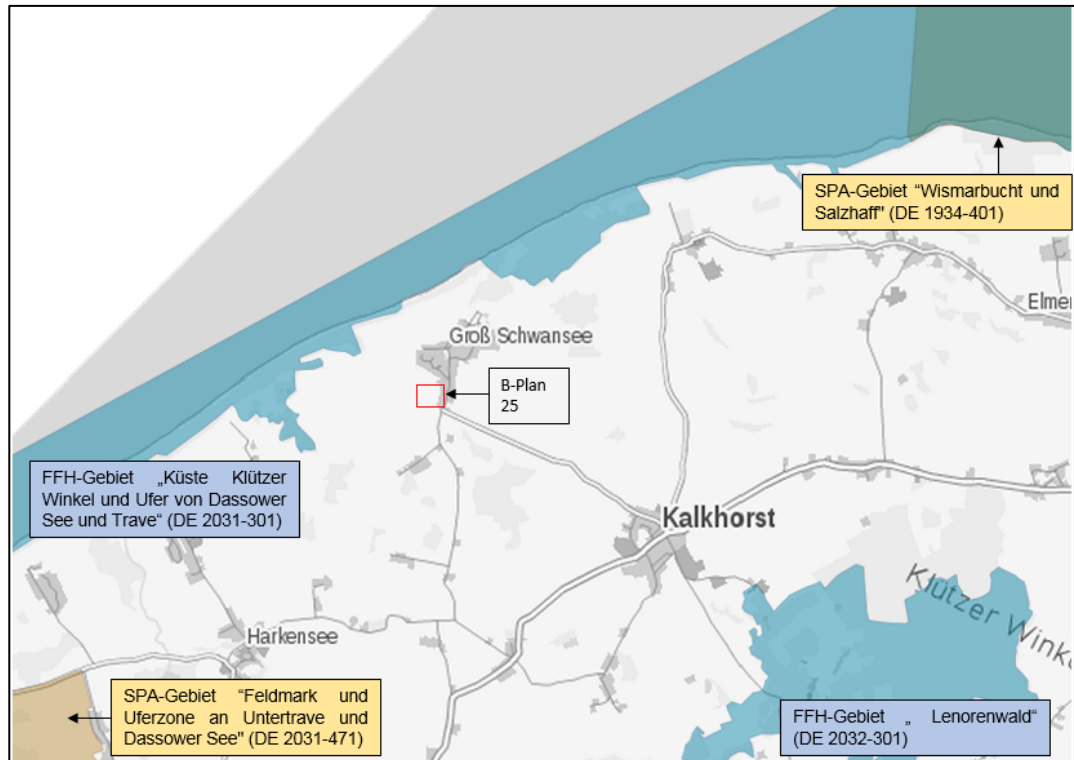 SPA-Gebiet "Wismarbucht und
Salzhaff" (DE 1934-401)
Elme
Groß Schwansee
B-Plan
25
FFH-Gebiet „Küste Klützer
Winkel und Ufer von Dassower
See und Trave“ (DE 2031-301)
Kalkhorst
Klützer Wink
Harkensee
SPA-Gebiet "Feldmark und
Uferzone an Untertrave und
Dassower See" (DE 2031-471)
FFH-Gebiet „ Lenorenwald“
(DE 2032-301)